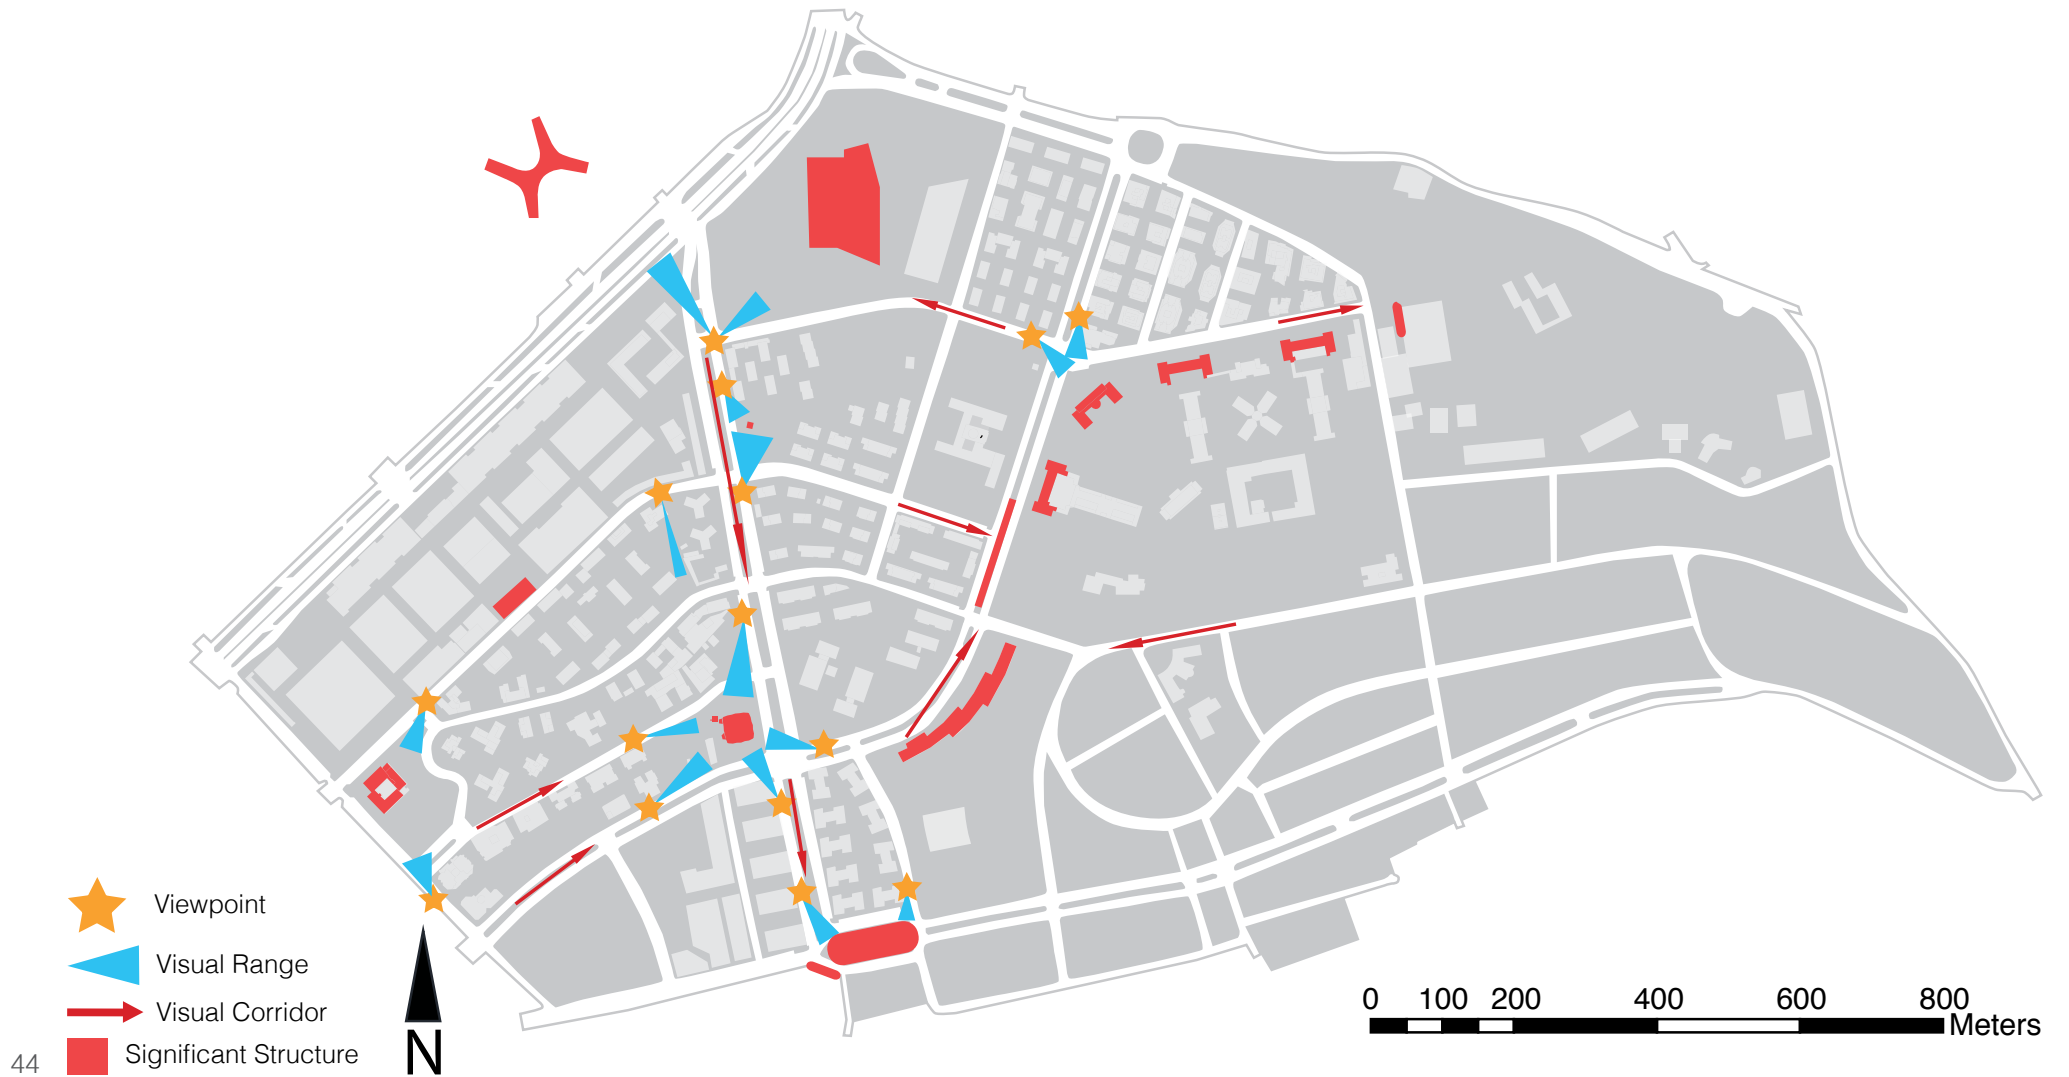 Viewpoint
Visual Range
Visual Corridor
Significant Structure
N
44
0 100 200 400 600 800
Meters